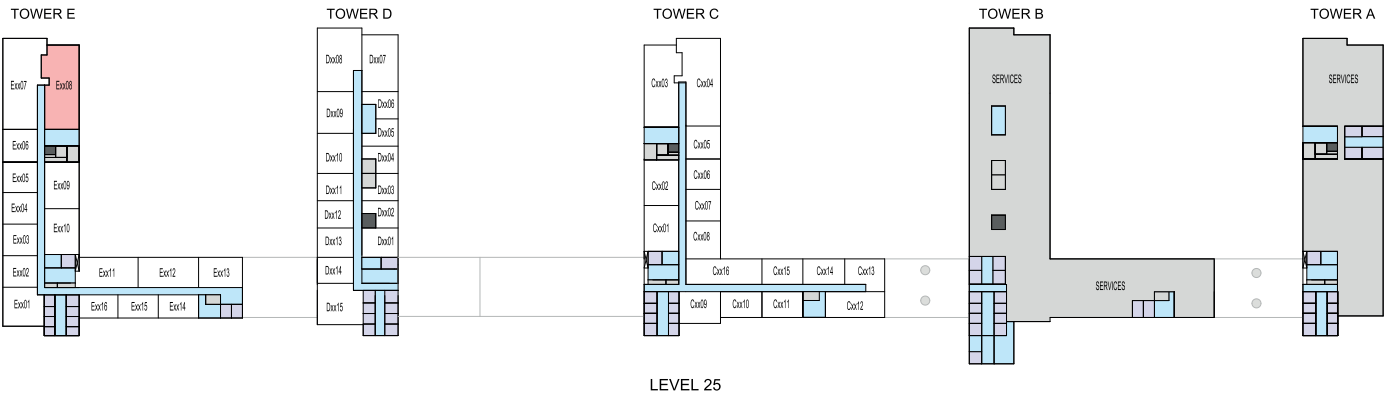 TOWER E
TOWER D
TOWER C
TOWER B
TOWER A
Exx07
Exx08
Exx06
Exx05
Exx09
Exx04
Exx10
Exx03
Exx02
Exx11
Exx12
Exx13
Exx01
Exx16
Exx15
Exx14
Dxx08
Dxx07
Dxx09
Dxx06
Dxx05
Dxx10
Dxx04
Dxx11
Dxx03
Dxx12
Dxx02
Dxx13
Dxx01
Dxx14
Dxx15
Cxx03
Cxx04
Cxx05
Cxx02
Cxx06
Cxx07
Cxx01
Cxx08
Cxx16
Cxx15
Cxx14
Cxx13
Cxx09
Cxx10
Cxx11
Cxx12
SERVICES
SERVICES
SERVICES
LEVEL 25